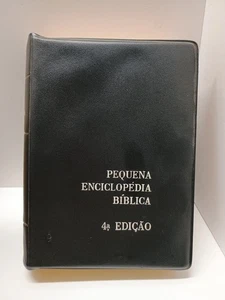 PEQUENA
ENCICLOPÉDIA
BÍBLICA
4ª EDIÇÃO